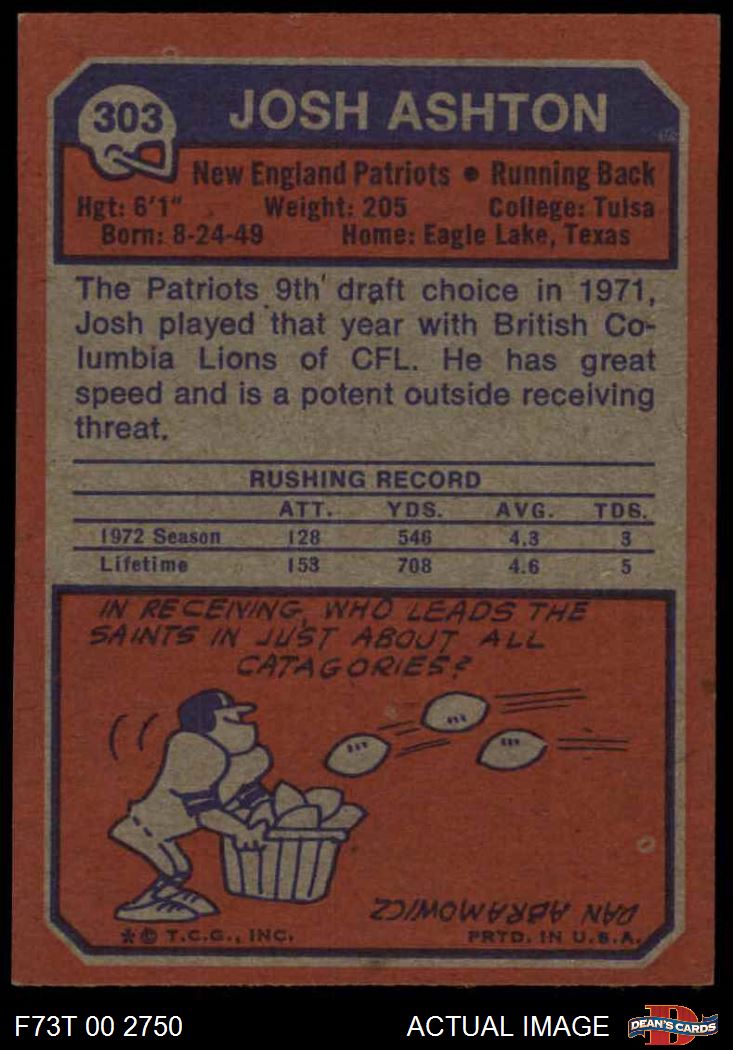 303
JOSH ASHTON
New England Patriots • Running Back
Hgt: 6'1" Weight: 205 College: Tulsa
Born: 8-24-49 Home: Eagle Lake, Texas
The Patriots 9th draft choice in 1971,
Josh played that year with British Co-
lumbia Lions of CFL. He has great
speed and is a potent outside receiving
threat.
RUSHING RECORD
ATT. YDS. AVG. TDS.
1972 Season 128 546 4.3 3
Lifetime 153 708 4.6 5
IN RECEIVING, WHO LEADS THE
SAINTS IN JUST ABOUT ALL
CATAGORIES?
DAN ABRAMOWICZ
*© T.C.G., INC. PRTD. IN U.S.A.
F73T 00 2750 ACTUAL IMAGE D DEAN'S CARDS